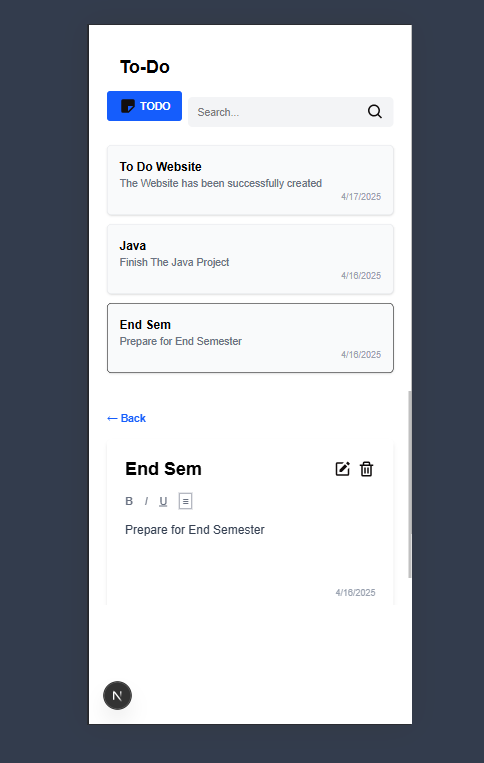 To-Do
TODO
Search...
To Do Website
The Website has been successfully created
4/17/2025
Java
Finish The Java Project
4/16/2025
End Sem
Prepare for End Semester
4/16/2025
← Back
End Sem
B I U ≡
Prepare for End Semester
4/16/2025
N